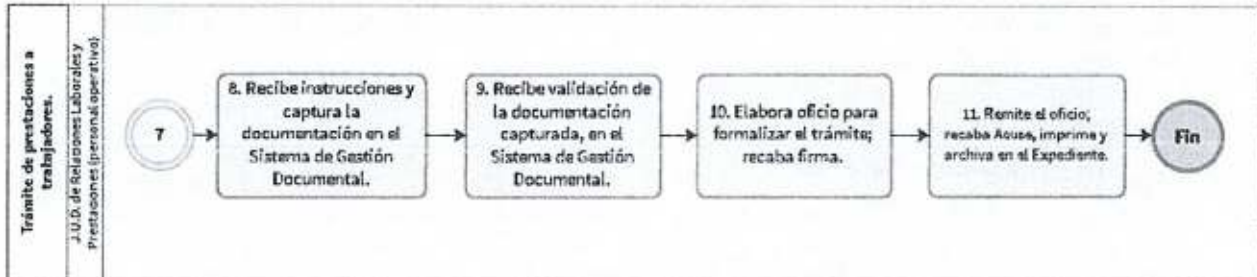 Trámite de prestaciones a
trabajadores.
J.U.D. de Relaciones Laborales y
Prestaciones (personal operativo)
7
8. Recibe instrucciones y
captura la
documentación en el
Sistema de Gestión
Documental.
9. Recibe validación de
la documentación
capturada, en el
Sistema de Gestión
Documental.
10. Elabora oficio para
formalizar el trámite;
recaba firma.
11. Remite el oficio;
recaba Acuse, imprime y
archiva en el Expediente.
Fin